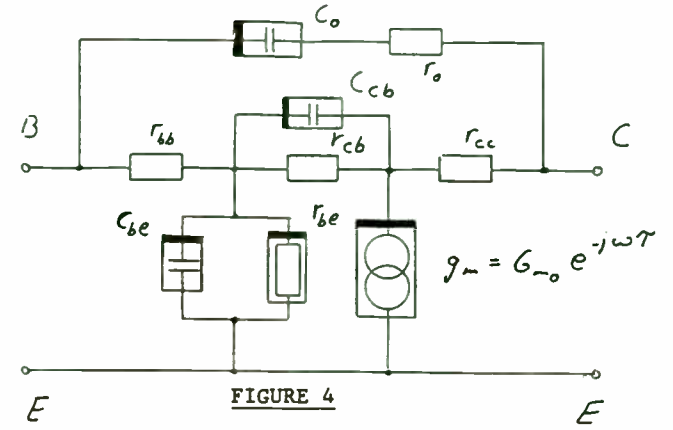 C₀
r₀
C_cb
B
r_bb
r_cb
r_cc
C
C_be
r_be
g_m = G_m₀ e^-jωτ
FIGURE 4
E
E